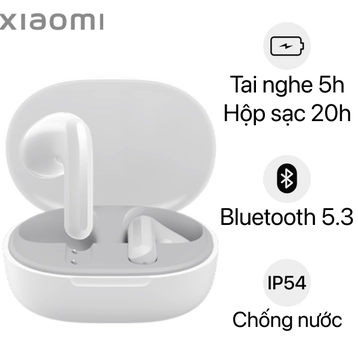 xiaomi
Tai nghe 5h
Hộp sạc 20h
Bluetooth 5.3
IP54
Chống nước